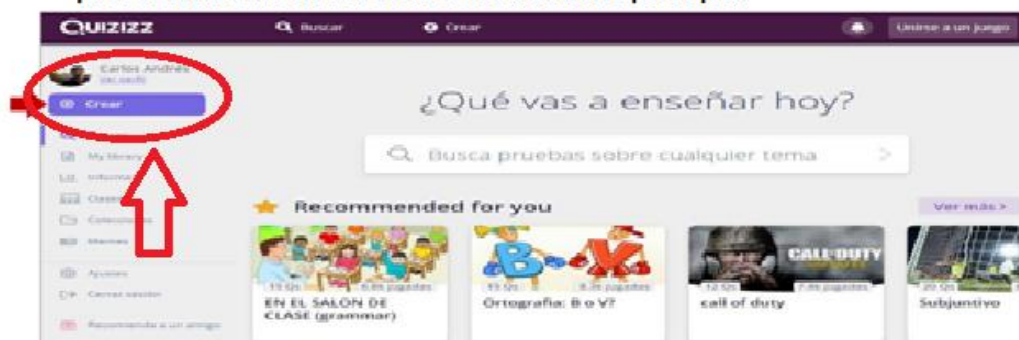 QUIZIZZ
Buscar
Crear
Unirse a un juego
Carlos Andrés
Crear
¿Qué vas a enseñar hoy?
Busca pruebas sobre cualquier tema
My library
Colecciones
Memes
Ajustes
Cerrar sesión
Recomienda a un amigo
Recommended for you
Ver más >
EN EL SALON DE
CLASE (grammar)
Ortografía: B o V?
CALL·DUTY
call of duty
Subjuntivo